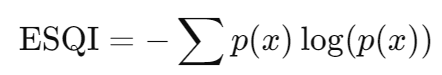 ESQI = − ∑ p(x) log(p(x))